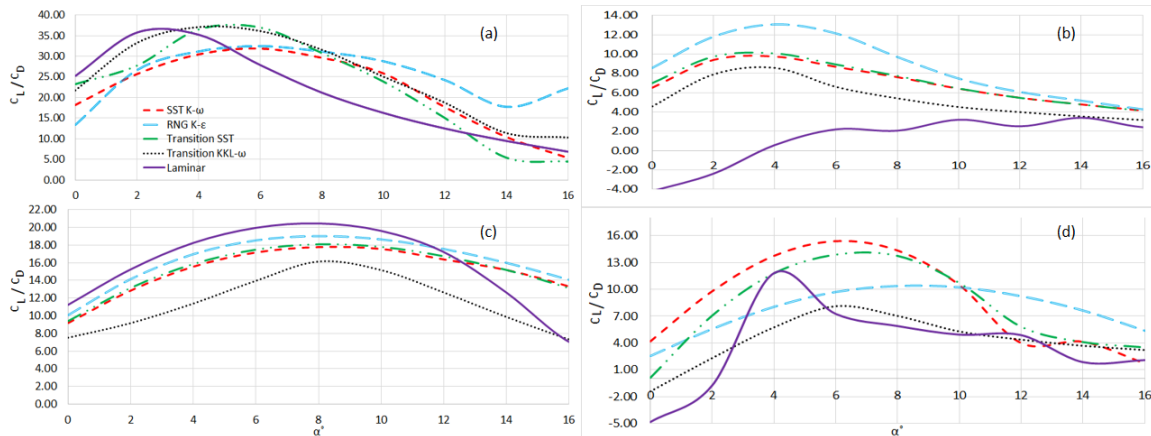 40.00
35.00
30.00
25.00
20.00
15.00
10.00
5.00
0.00
C_L / C_D
(a)
SST K-ω
RNG K-ε
Transition SST
Transition KKL-ω
Laminar
0 2 4 6 8 10 12 14 16
14.00
12.00
10.00
8.00
6.00
4.00
2.00
0.00
-2.00
-4.00
C_L / C_D
(b)
0 2 4 6 8 10 12 14 16
22.00
20.00
18.00
16.00
14.00
12.00
10.00
8.00
6.00
4.00
2.00
0.00
C_L / C_D
(c)
0 2 4 6 8 10 12 14 16
α°
16.00
13.00
10.00
7.00
4.00
1.00
-2.00
-5.00
C_L / C_D
(d)
0 2 4 6 8 10 12 14 16
α°